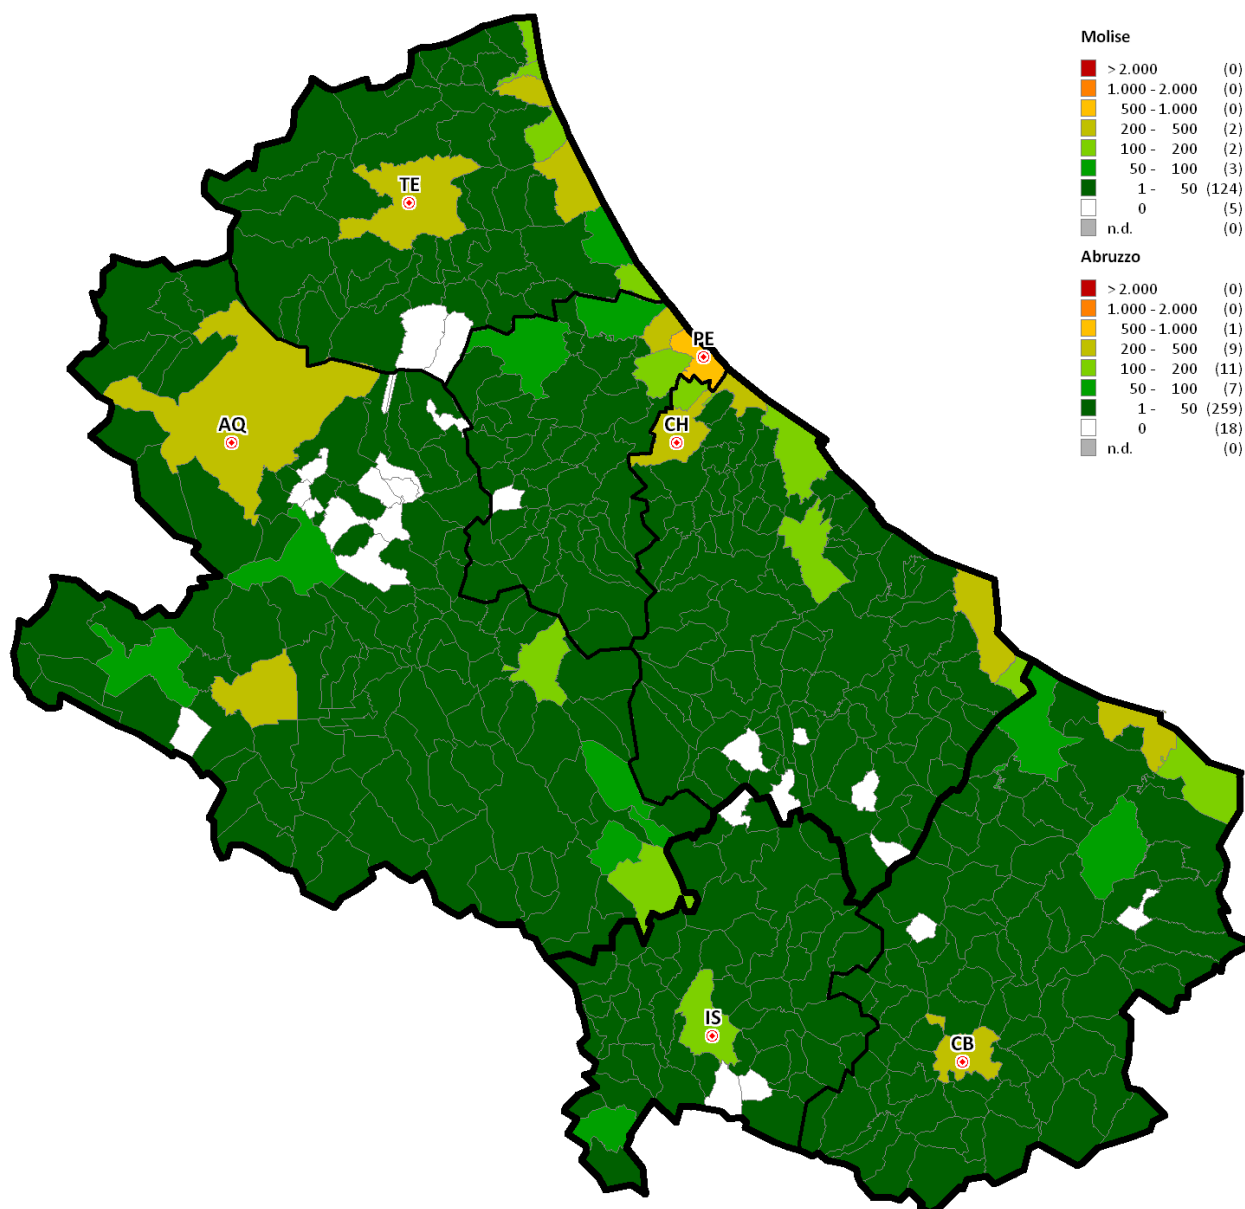 Molise
> 2.000 (0)
1.000 - 2.000 (0)
500 - 1.000 (0)
200 - 500 (2)
100 - 200 (2)
50 - 100 (3)
1 - 50 (124)
0 (5)
n.d. (0)
Abruzzo
> 2.000 (0)
1.000 - 2.000 (0)
500 - 1.000 (1)
200 - 500 (9)
100 - 200 (11)
50 - 100 (7)
1 - 50 (259)
0 (18)
n.d. (0)
TE
PE
AQ
CH
IS
CB